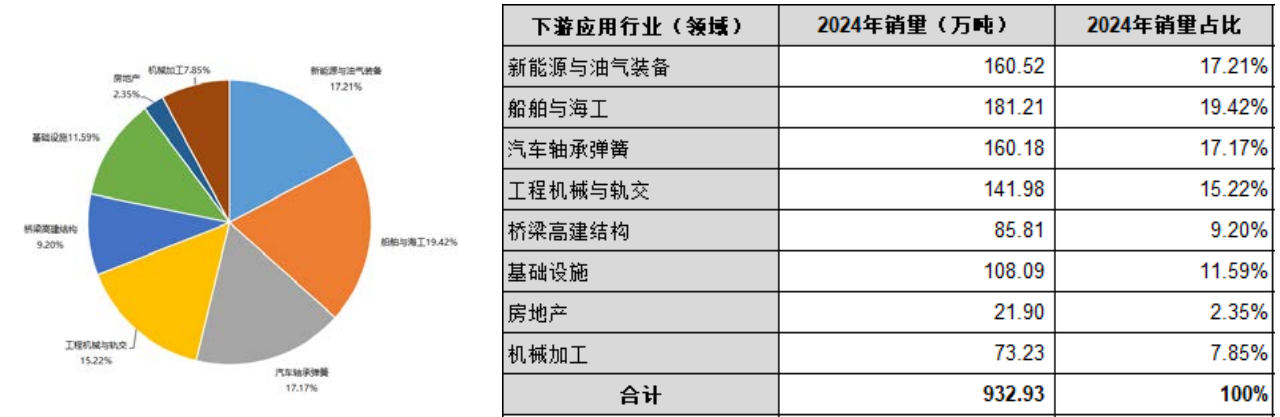 机械加工7.85%
房地产
2.35%
新能源与油气装备
17.21%
基础设施11.59%
桥梁高建结构
9.20%
船舶与海工19.42%
工程机械与轨交
15.22%
汽车轴承弹簧
17.17%
下游应用行业（领域） 2024年销量（万吨） 2024年销量占比
新能源与油气装备 160.52 17.21%
船舶与海工 181.21 19.42%
汽车轴承弹簧 160.18 17.17%
工程机械与轨交 141.98 15.22%
桥梁高建结构 85.81 9.20%
基础设施 108.09 11.59%
房地产 21.90 2.35%
机械加工 73.23 7.85%
合计 932.93 100%